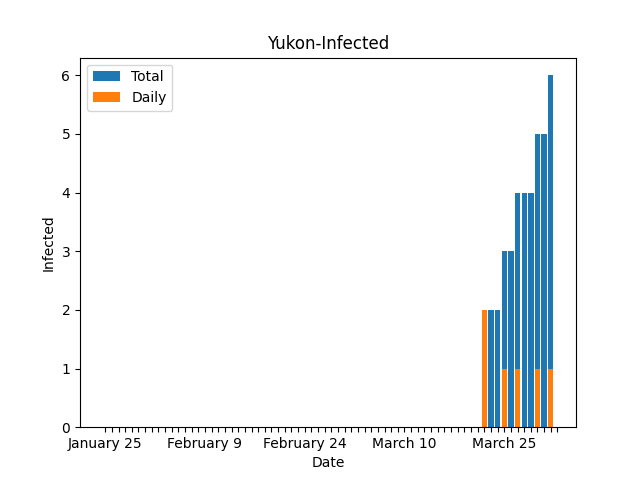 Yukon-Infected
Total
Daily
6
5
4
3
2
1
0
Infected
January 25
February 9
February 24
March 10
March 25
Date